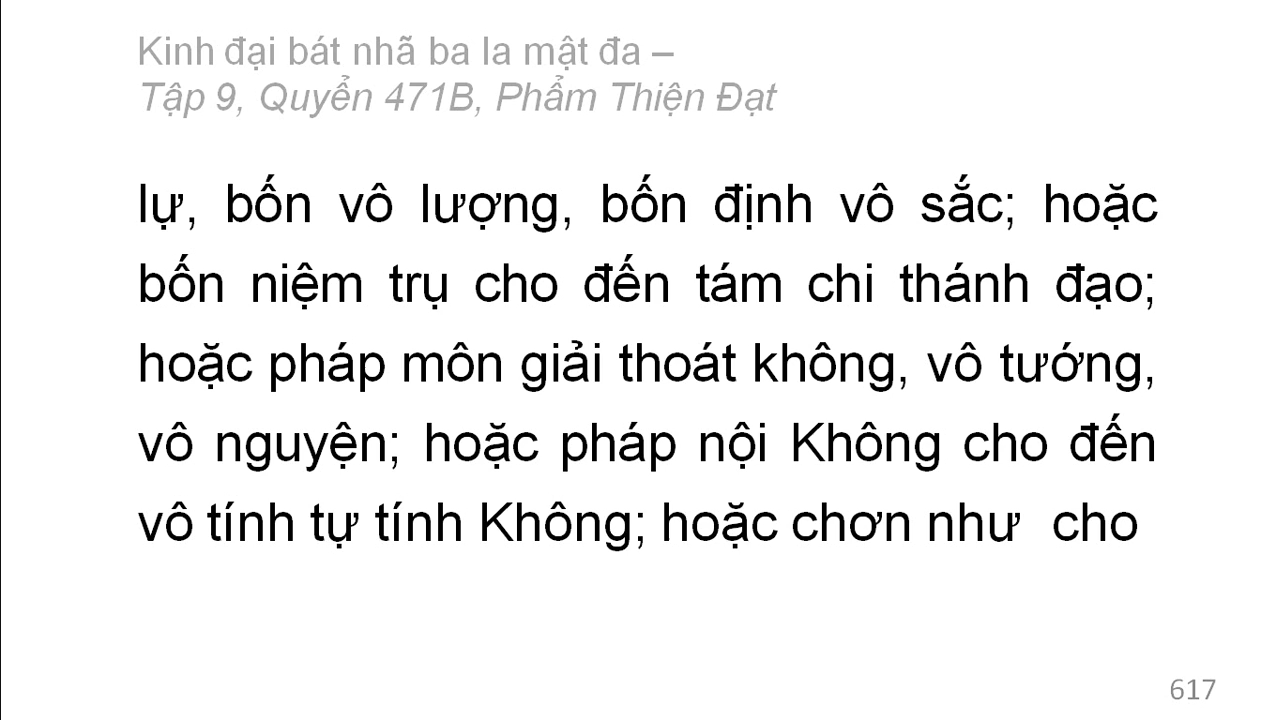 Kinh đại bát nhã ba la mật đa –
Tập 9, Quyển 471B, Phẩm Thiện Đạt
lự, bốn vô lượng, bốn định vô sắc; hoặc
bốn niệm trụ cho đến tám chi thánh đạo;
hoặc pháp môn giải thoát không, vô tướng,
vô nguyện; hoặc pháp nội Không cho đến
vô tính tự tính Không; hoặc chơn như cho
617